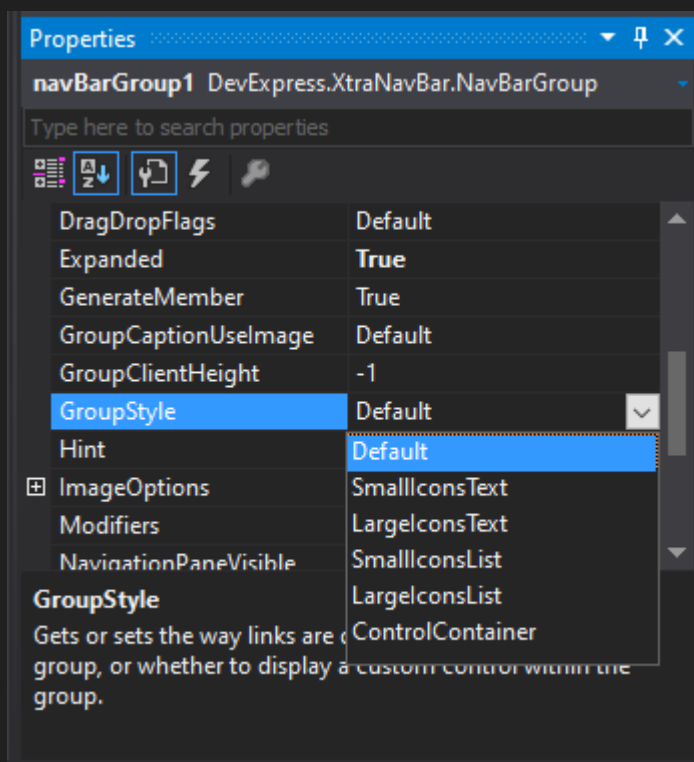 Properties
navBarGroup1 DevExpress.XtraNavBar.NavBarGroup
Type here to search properties
DragDropFlags Default
Expanded True
GenerateMember True
GroupCaptionUseImage Default
GroupClientHeight -1
GroupStyle Default
Hint Default
ImageOptions SmallIconsText
Modifiers LargeIconsText
NavigationPaneVisible SmallIconsList
LargeIconsList
ControlContainer
GroupStyle
Gets or sets the way links are
group, or whether to display a custom control within the
group.